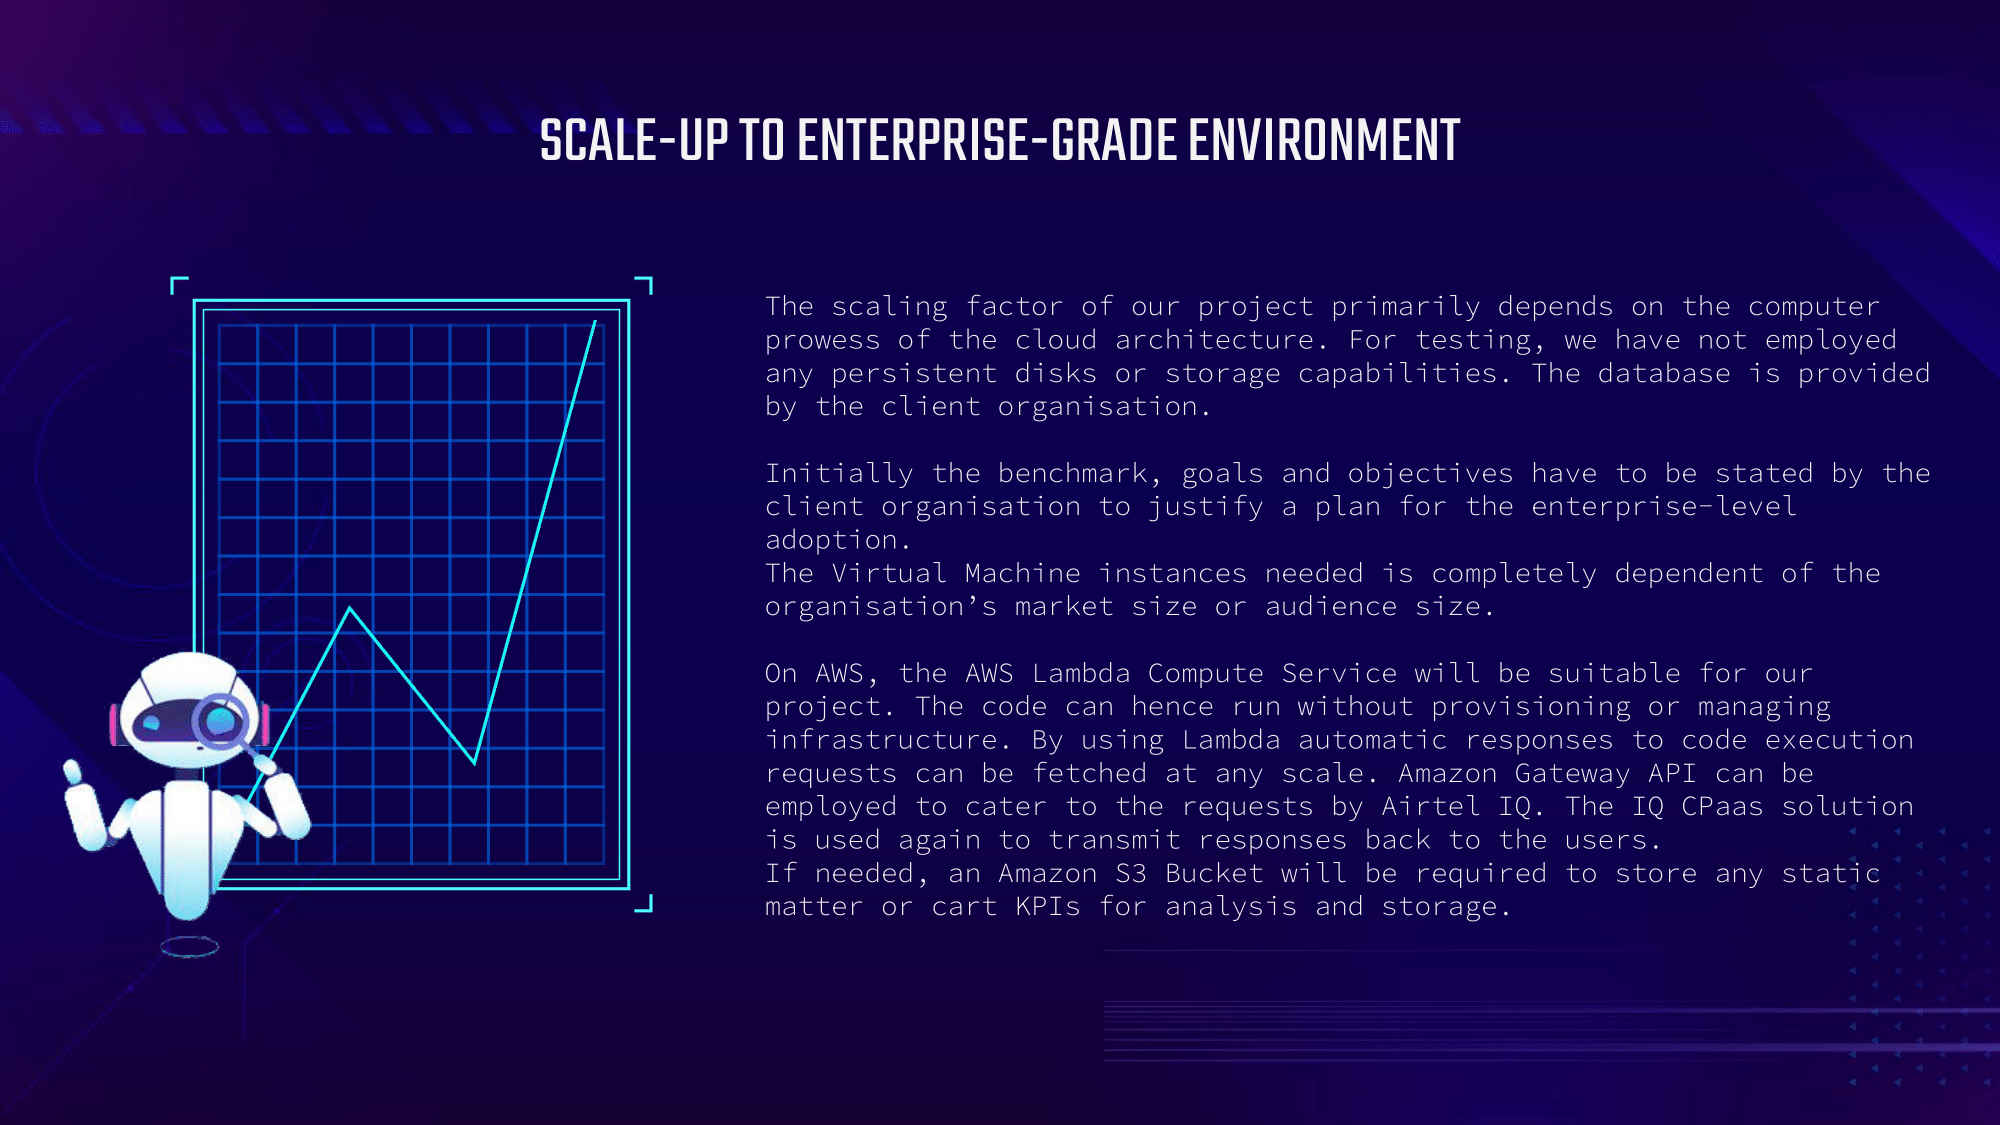 SCALE-UP TO ENTERPRISE-GRADE ENVIRONMENT
The scaling factor of our project primarily depends on the computer
prowess of the cloud architecture. For testing, we have not employed
any persistent disks or storage capabilities. The database is provided
by the client organisation.
Initially the benchmark, goals and objectives have to be stated by the
client organisation to justify a plan for the enterprise-level
adoption.
The Virtual Machine instances needed is completely dependent of the
organisation’s market size or audience size.
On AWS, the AWS Lambda Compute Service will be suitable for our
project. The code can hence run without provisioning or managing
infrastructure. By using Lambda automatic responses to code execution
requests can be fetched at any scale. Amazon Gateway API can be
employed to cater to the requests by Airtel IQ. The IQ CPaas solution
is used again to transmit responses back to the users.
If needed, an Amazon S3 Bucket will be required to store any static
matter or cart KPIs for analysis and storage.